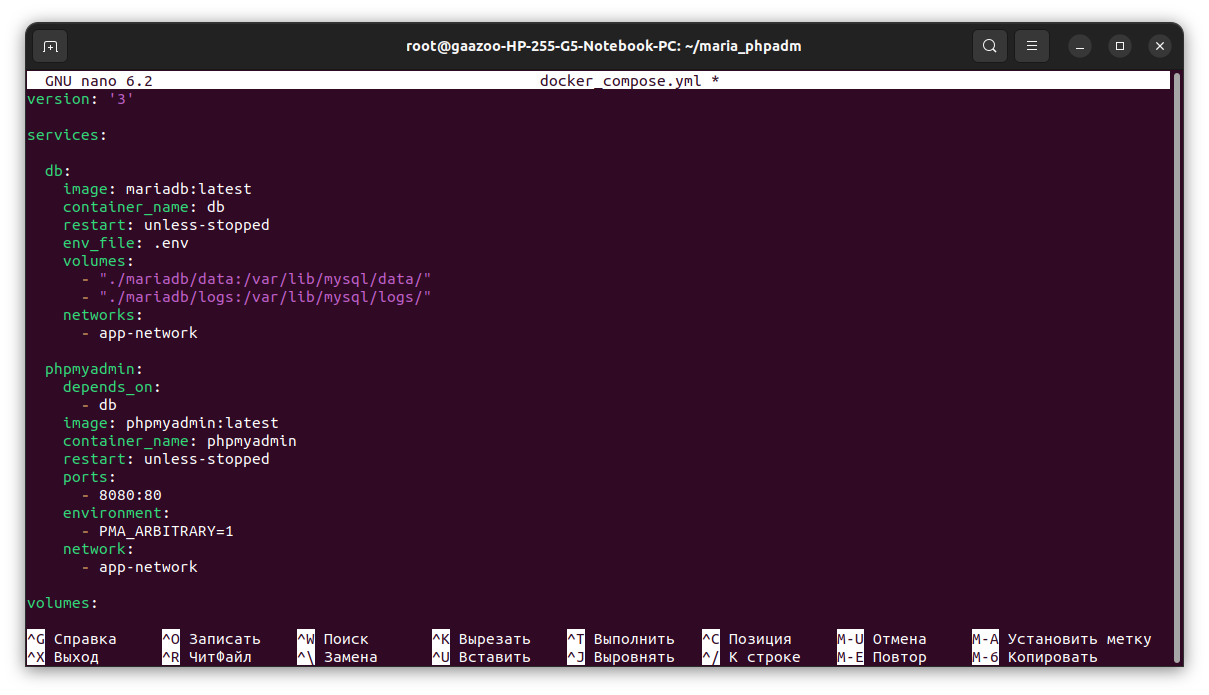 root@gaazoo-HP-255-G5-Notebook-PC: ~/maria_phpadm
GNU nano 6.2 docker_compose.yml *
version: '3'
services:
db:
image: mariadb:latest
container_name: db
restart: unless-stopped
env_file: .env
volumes:
- "./mariadb/data:/var/lib/mysql/data/"
- "./mariadb/logs:/var/lib/mysql/logs/"
networks:
- app-network
phpmyadmin:
depends_on:
- db
image: phpmyadmin:latest
container_name: phpmyadmin
restart: unless-stopped
ports:
- 8080:80
environment:
- PMA_ARBITRARY=1
network:
- app-network
volumes:
^G Справка ^O Записать ^W Поиск ^K Вырезать ^T Выполнить ^C Позиция M-U Отмена M-A Установить метку
^X Выход ^R ЧитФайл ^\ Замена ^U Вставить ^J Выровнять ^/ К строке M-E Повтор M-6 Копировать